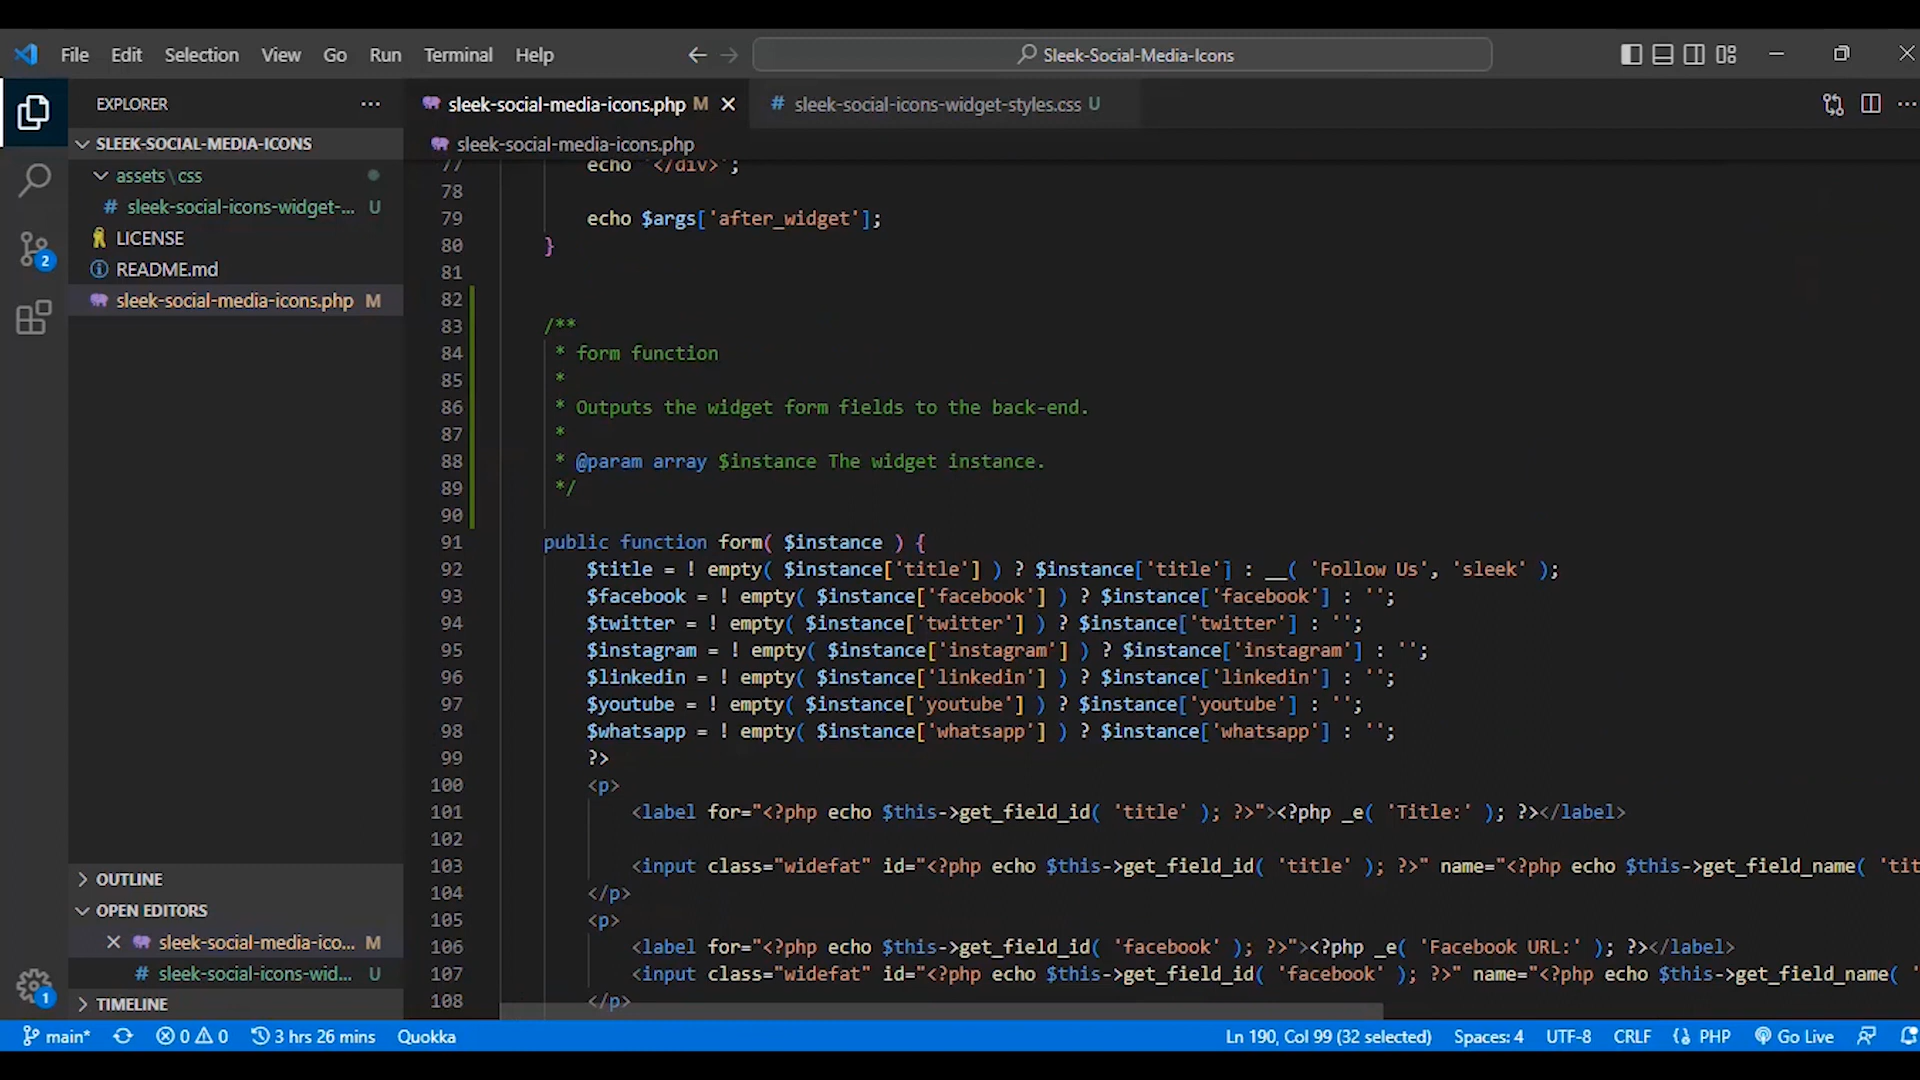 File Edit Selection View Go Run Terminal Help
Sleek-Social-Media-Icons
EXPLORER
sleek-social-media-icons.php M
# sleek-social-icons-widget-styles.css U
SLEEK-SOCIAL-MEDIA-ICONS
sleek-social-media-icons.php
assets\css
# sleek-social-icons-widget-... U
LICENSE
README.md
sleek-social-media-icons.php M
2
77 echo '</div>';
78
79 echo $args['after_widget'];
80 }
81
82
83 /**
84 * form function
85 *
86 * Outputs the widget form fields to the back-end.
87 *
88 * @param array $instance The widget instance.
89 */
90
91 public function form( $instance ) {
92 $title = ! empty( $instance['title'] ) ? $instance['title'] : __( 'Follow Us', 'sleek' );
93 $facebook = ! empty( $instance['facebook'] ) ? $instance['facebook'] : '';
94 $twitter = ! empty( $instance['twitter'] ) ? $instance['twitter'] : '';
95 $instagram = ! empty( $instance['instagram'] ) ? $instance['instagram'] : '';
96 $linkedin = ! empty( $instance['linkedin'] ) ? $instance['linkedin'] : '';
97 $youtube = ! empty( $instance['youtube'] ) ? $instance['youtube'] : '';
98 $whatsapp = ! empty( $instance['whatsapp'] ) ? $instance['whatsapp'] : '';
99 ?>
100 <p>
101 <label for="<?php echo $this->get_field_id( 'title' ); ?>"><?php _e( 'Title:' ); ?></label>
102
103 <input class="widefat" id="<?php echo $this->get_field_id( 'title' ); ?>" name="<?php echo $this->get_field_name( 'tit
104 </p>
105 <p>
106 <label for="<?php echo $this->get_field_id( 'facebook' ); ?>"><?php _e( 'Facebook URL:' ); ?></label>
107 <input class="widefat" id="<?php echo $this->get_field_id( 'facebook' ); ?>" name="<?php echo $this->get_field_name( '
108 </p>
OUTLINE
OPEN EDITORS
sleek-social-media-ico... M
# sleek-social-icons-wid... U
TIMELINE
1
main* 0 0 3 hrs 26 mins Quokka Ln 190, Col 99 (32 selected) Spaces: 4 UTF-8 CRLF PHP Go Live